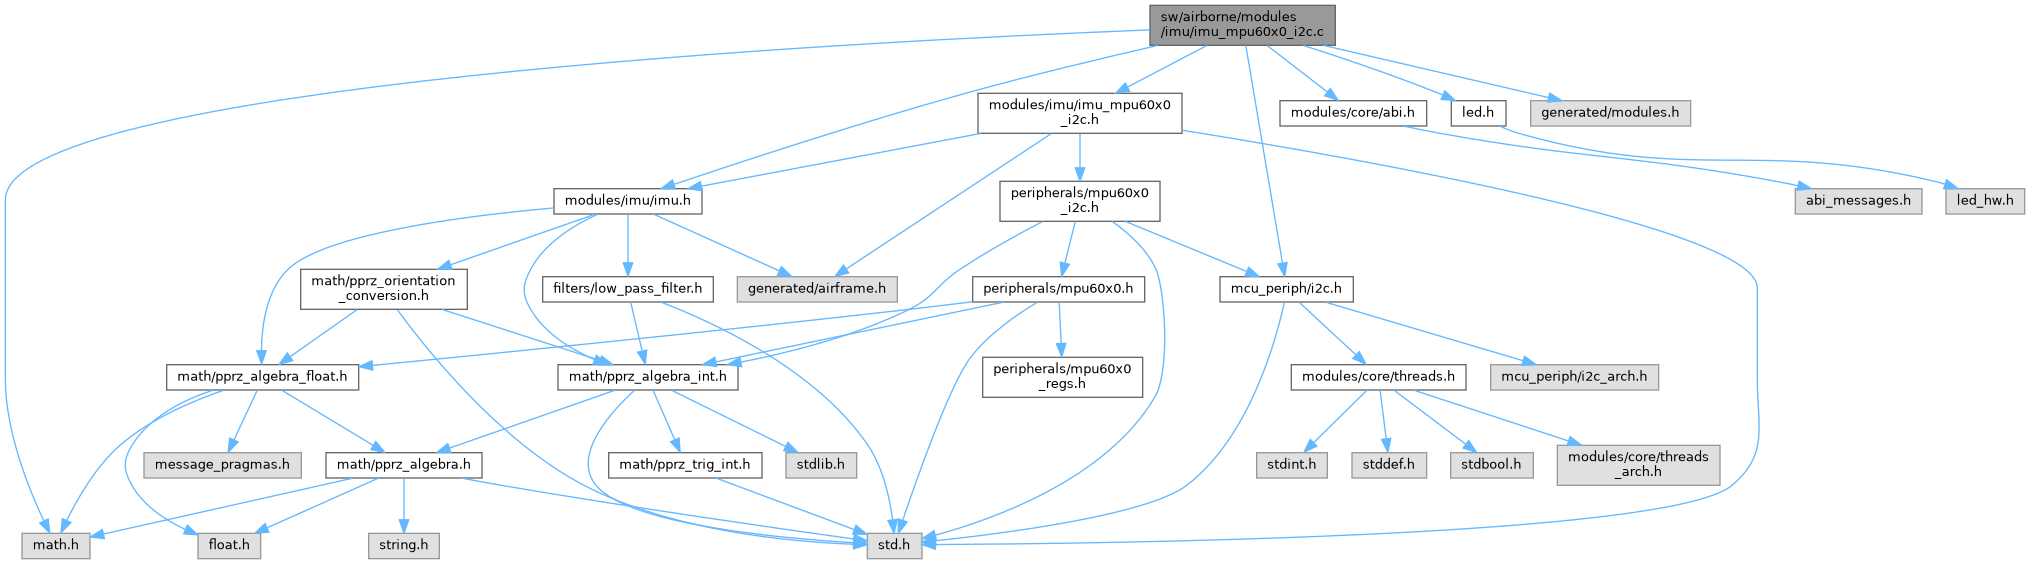 sw/airborne/modules
/imu/imu_mpu60x0_i2c.c
modules/imu/imu_mpu60x0
_i2c.h
modules/core/abi.h
led.h
generated/modules.h
modules/imu/imu.h
peripherals/mpu60x0
_i2c.h
abi_messages.h
led_hw.h
math/pprz_orientation
_conversion.h
filters/low_pass_filter.h
generated/airframe.h
peripherals/mpu60x0.h
mcu_periph/i2c.h
math/pprz_algebra_float.h
math/pprz_algebra_int.h
peripherals/mpu60x0
_regs.h
modules/core/threads.h
mcu_periph/i2c_arch.h
message_pragmas.h
math/pprz_algebra.h
math/pprz_trig_int.h
stdlib.h
stdint.h
stddef.h
stdbool.h
modules/core/threads
_arch.h
math.h
float.h
string.h
std.h